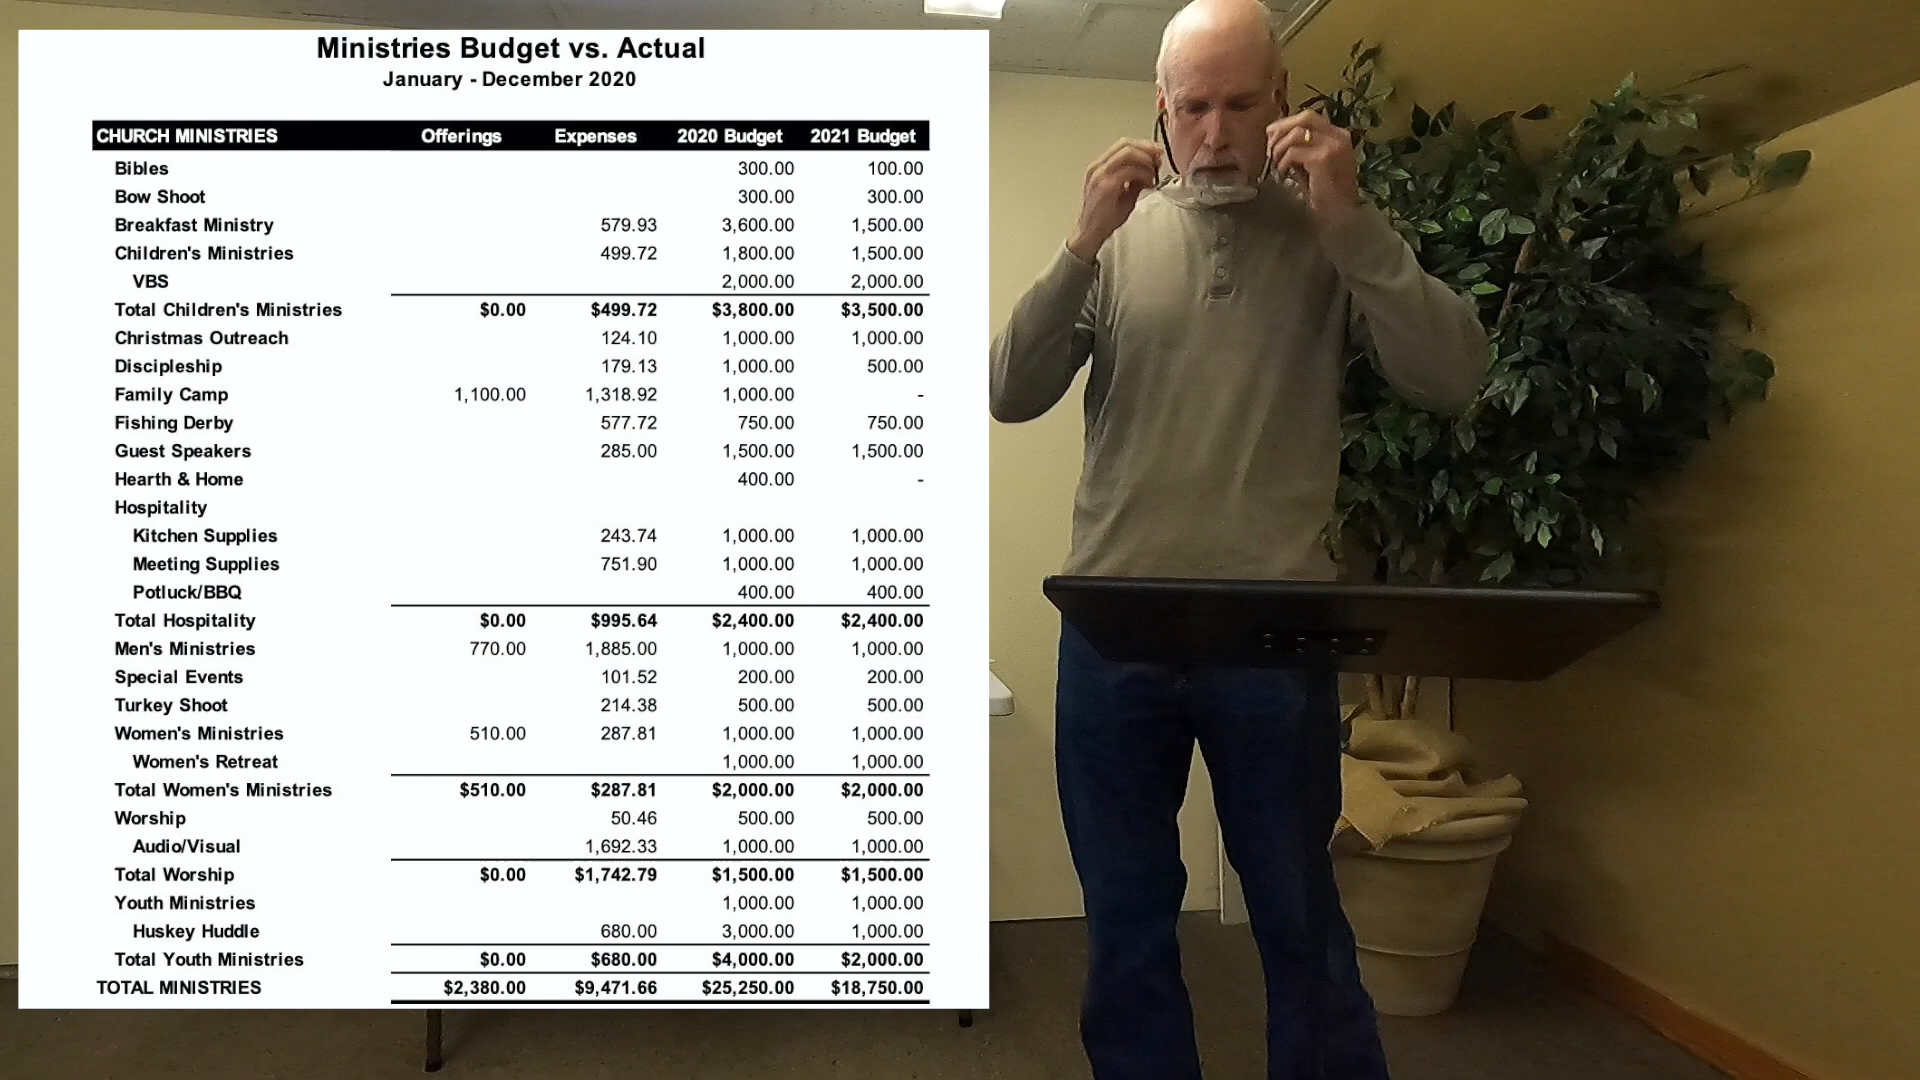 Ministries Budget vs. Actual
January - December 2020
CHURCH MINISTRIES Offerings Expenses 2020 Budget 2021 Budget
Bibles 300.00 100.00
Bow Shoot 300.00 300.00
Breakfast Ministry 579.93 3,600.00 1,500.00
Children's Ministries 499.72 1,800.00 1,500.00
VBS 2,000.00 2,000.00
Total Children's Ministries $0.00 $499.72 $3,800.00 $3,500.00
Christmas Outreach 124.10 1,000.00 1,000.00
Discipleship 179.13 1,000.00 500.00
Family Camp 1,100.00 1,318.92 1,000.00 -
Fishing Derby 577.72 750.00 750.00
Guest Speakers 285.00 1,500.00 1,500.00
Hearth & Home 400.00 -
Hospitality
Kitchen Supplies 243.74 1,000.00 1,000.00
Meeting Supplies 751.90 1,000.00 1,000.00
Potluck/BBQ 400.00 400.00
Total Hospitality $0.00 $995.64 $2,400.00 $2,400.00
Men's Ministries 770.00 1,885.00 1,000.00 1,000.00
Special Events 101.52 200.00 200.00
Turkey Shoot 214.38 500.00 500.00
Women's Ministries 510.00 287.81 1,000.00 1,000.00
Women's Retreat 1,000.00 1,000.00
Total Women's Ministries $510.00 $287.81 $2,000.00 $2,000.00
Worship 50.46 500.00 500.00
Audio/Visual 1,692.33 1,000.00 1,000.00
Total Worship $0.00 $1,742.79 $1,500.00 $1,500.00
Youth Ministries 1,000.00 1,000.00
Huskey Huddle 680.00 3,000.00 1,000.00
Total Youth Ministries $0.00 $680.00 $4,000.00 $2,000.00
TOTAL MINISTRIES $2,380.00 $9,471.66 $25,250.00 $18,750.00